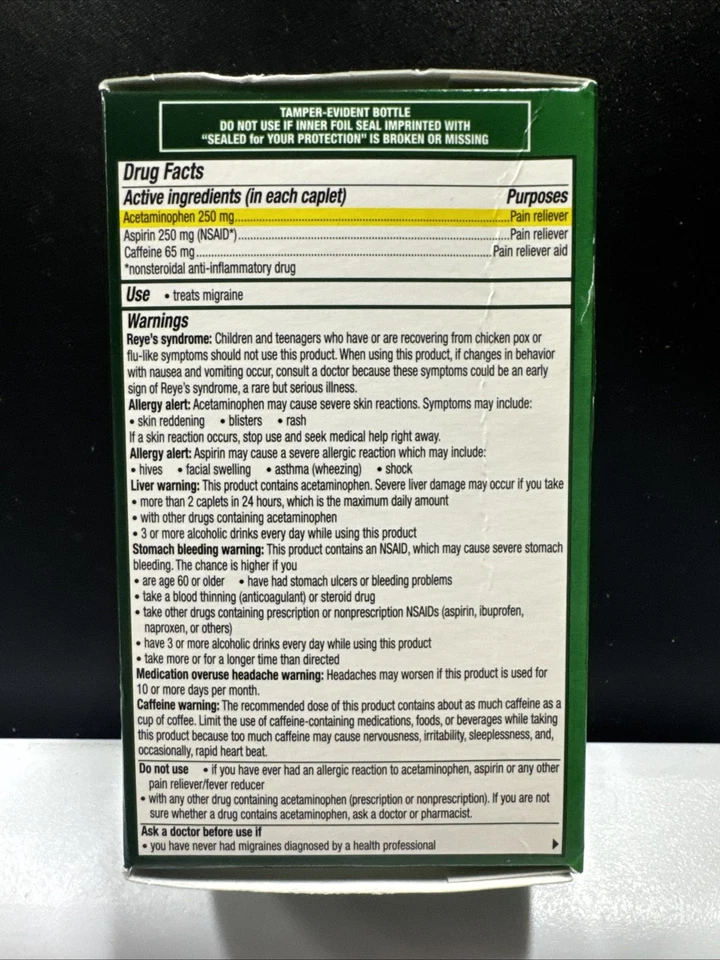 TAMPER-EVIDENT BOTTLE
DO NOT USE IF INNER FOIL SEAL IMPRINTED WITH
“SEALED for YOUR PROTECTION” IS BROKEN OR MISSING
Drug Facts
Active ingredients (in each caplet) Purposes
Acetaminophen 250 mg..........Pain reliever
Aspirin 250 mg (NSAID*)..........Pain reliever
Caffeine 65 mg..........Pain reliever aid
*nonsteroidal anti-inflammatory drug
Use • treats migraine
Warnings
Reye's syndrome: Children and teenagers who have or are recovering from chicken pox or
flu-like symptoms should not use this product. When using this product, if changes in behavior
with nausea and vomiting occur, consult a doctor because these symptoms could be an early
sign of Reye's syndrome, a rare but serious illness.
Allergy alert: Acetaminophen may cause severe skin reactions. Symptoms may include:
• skin reddening • blisters • rash
If a skin reaction occurs, stop use and seek medical help right away.
Allergy alert: Aspirin may cause a severe allergic reaction which may include:
• hives • facial swelling • asthma (wheezing) • shock
Liver warning: This product contains acetaminophen. Severe liver damage may occur if you take
• more than 2 caplets in 24 hours, which is the maximum daily amount
• with other drugs containing acetaminophen
• 3 or more alcoholic drinks every day while using this product
Stomach bleeding warning: This product contains an NSAID, which may cause severe stomach
bleeding. The chance is higher if you
• are age 60 or older • have had stomach ulcers or bleeding problems
• take a blood thinning (anticoagulant) or steroid drug
• take other drugs containing prescription or nonprescription NSAIDs (aspirin, ibuprofen,
naproxen, or others)
• have 3 or more alcoholic drinks every day while using this product
• take more or for a longer time than directed
Medication overuse headache warning: Headaches may worsen if this product is used for
10 or more days per month.
Caffeine warning: The recommended dose of this product contains about as much caffeine as a
cup of coffee. Limit the use of caffeine-containing medications, foods, or beverages while taking
this product because too much caffeine may cause nervousness, irritability, sleeplessness, and,
occasionally, rapid heart beat.
Do not use • if you have ever had an allergic reaction to acetaminophen, aspirin or any other
pain reliever/fever reducer
• with any other drug containing acetaminophen (prescription or nonprescription). If you are not
sure whether a drug contains acetaminophen, ask a doctor or pharmacist.
Ask a doctor before use if
• you have never had migraines diagnosed by a health professional